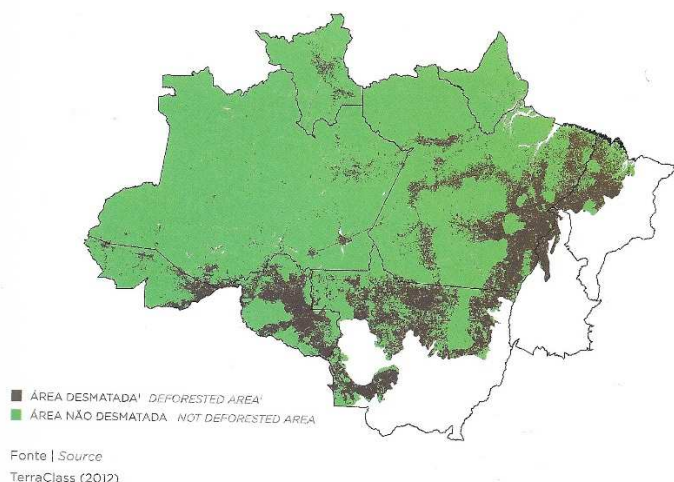 ÁREA DESMATADA¹ DEFORESTED AREA¹
ÁREA NÃO DESMATADA NOT DEFORESTED AREA
Fonte | Source
TerraClass (2012)